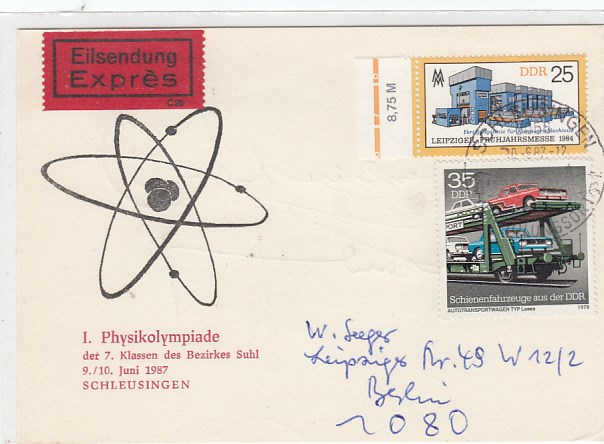 Eilsendung
Exprès
C 26
8,75 M
DDR 25
LEIPZIGER FRÜHJAHRSMESSE 1984
35
DDR
Schienenfahrzeuge aus der DDR
AUTOTRANSPORTWAGEN TYP Laaes
1979
I. Physikolympiade
der 7. Klassen des Bezirkes Suhl
9./10. Juni 1987
SCHLEUSINGEN
W. Seeger
Leipziger Str. 49 W 12/2
Berlin
1080